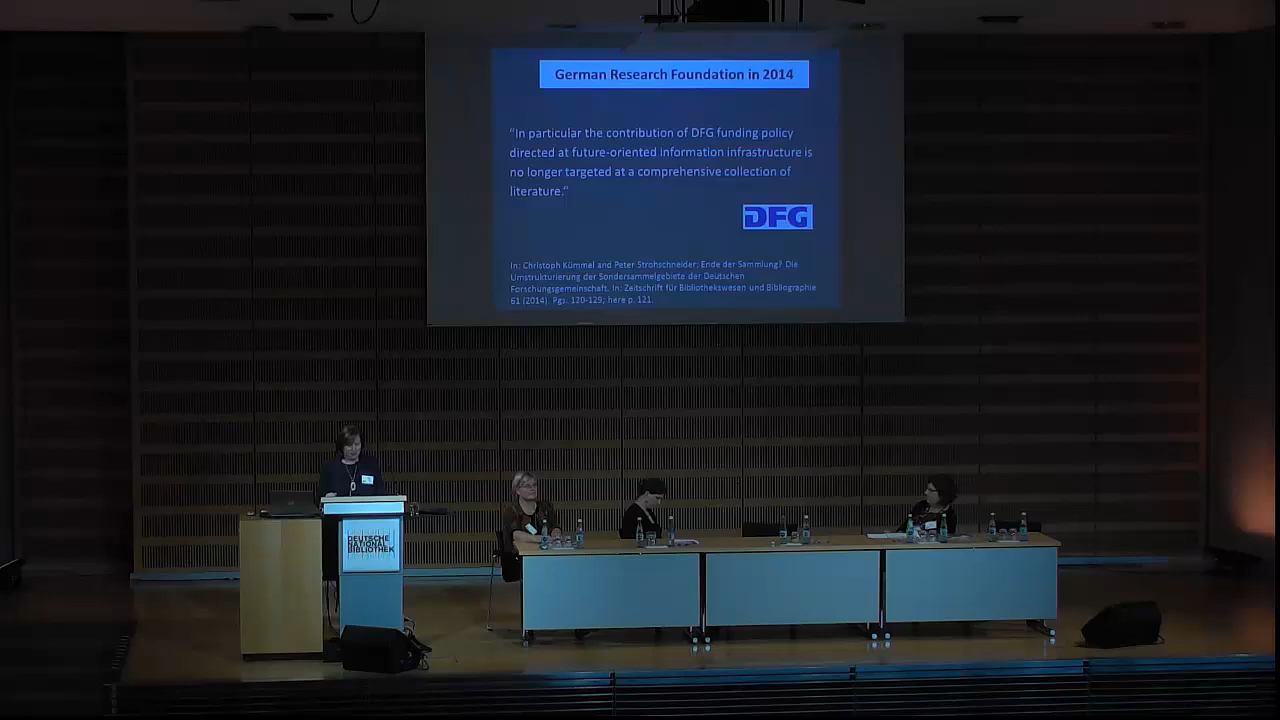 German Research Foundation in 2014
“In particular the contribution of DFG funding policy
directed at future-oriented information infrastructure is
no longer targeted at a comprehensive collection of
literature.“
DFG
In: Christoph Kümmel and Peter Strohschneider: Ende der Sammlung? Die
Umstrukturierung der Sondersammelgebiete der Deutschen
Forschungsgemeinschaft. In: Zeitschrift für Bibliothekswesen und Bibliographie
61 (2014). Pgs. 120-129; here p. 121.
DEUTSCHE
NATIONAL
BIBLIOTHEK